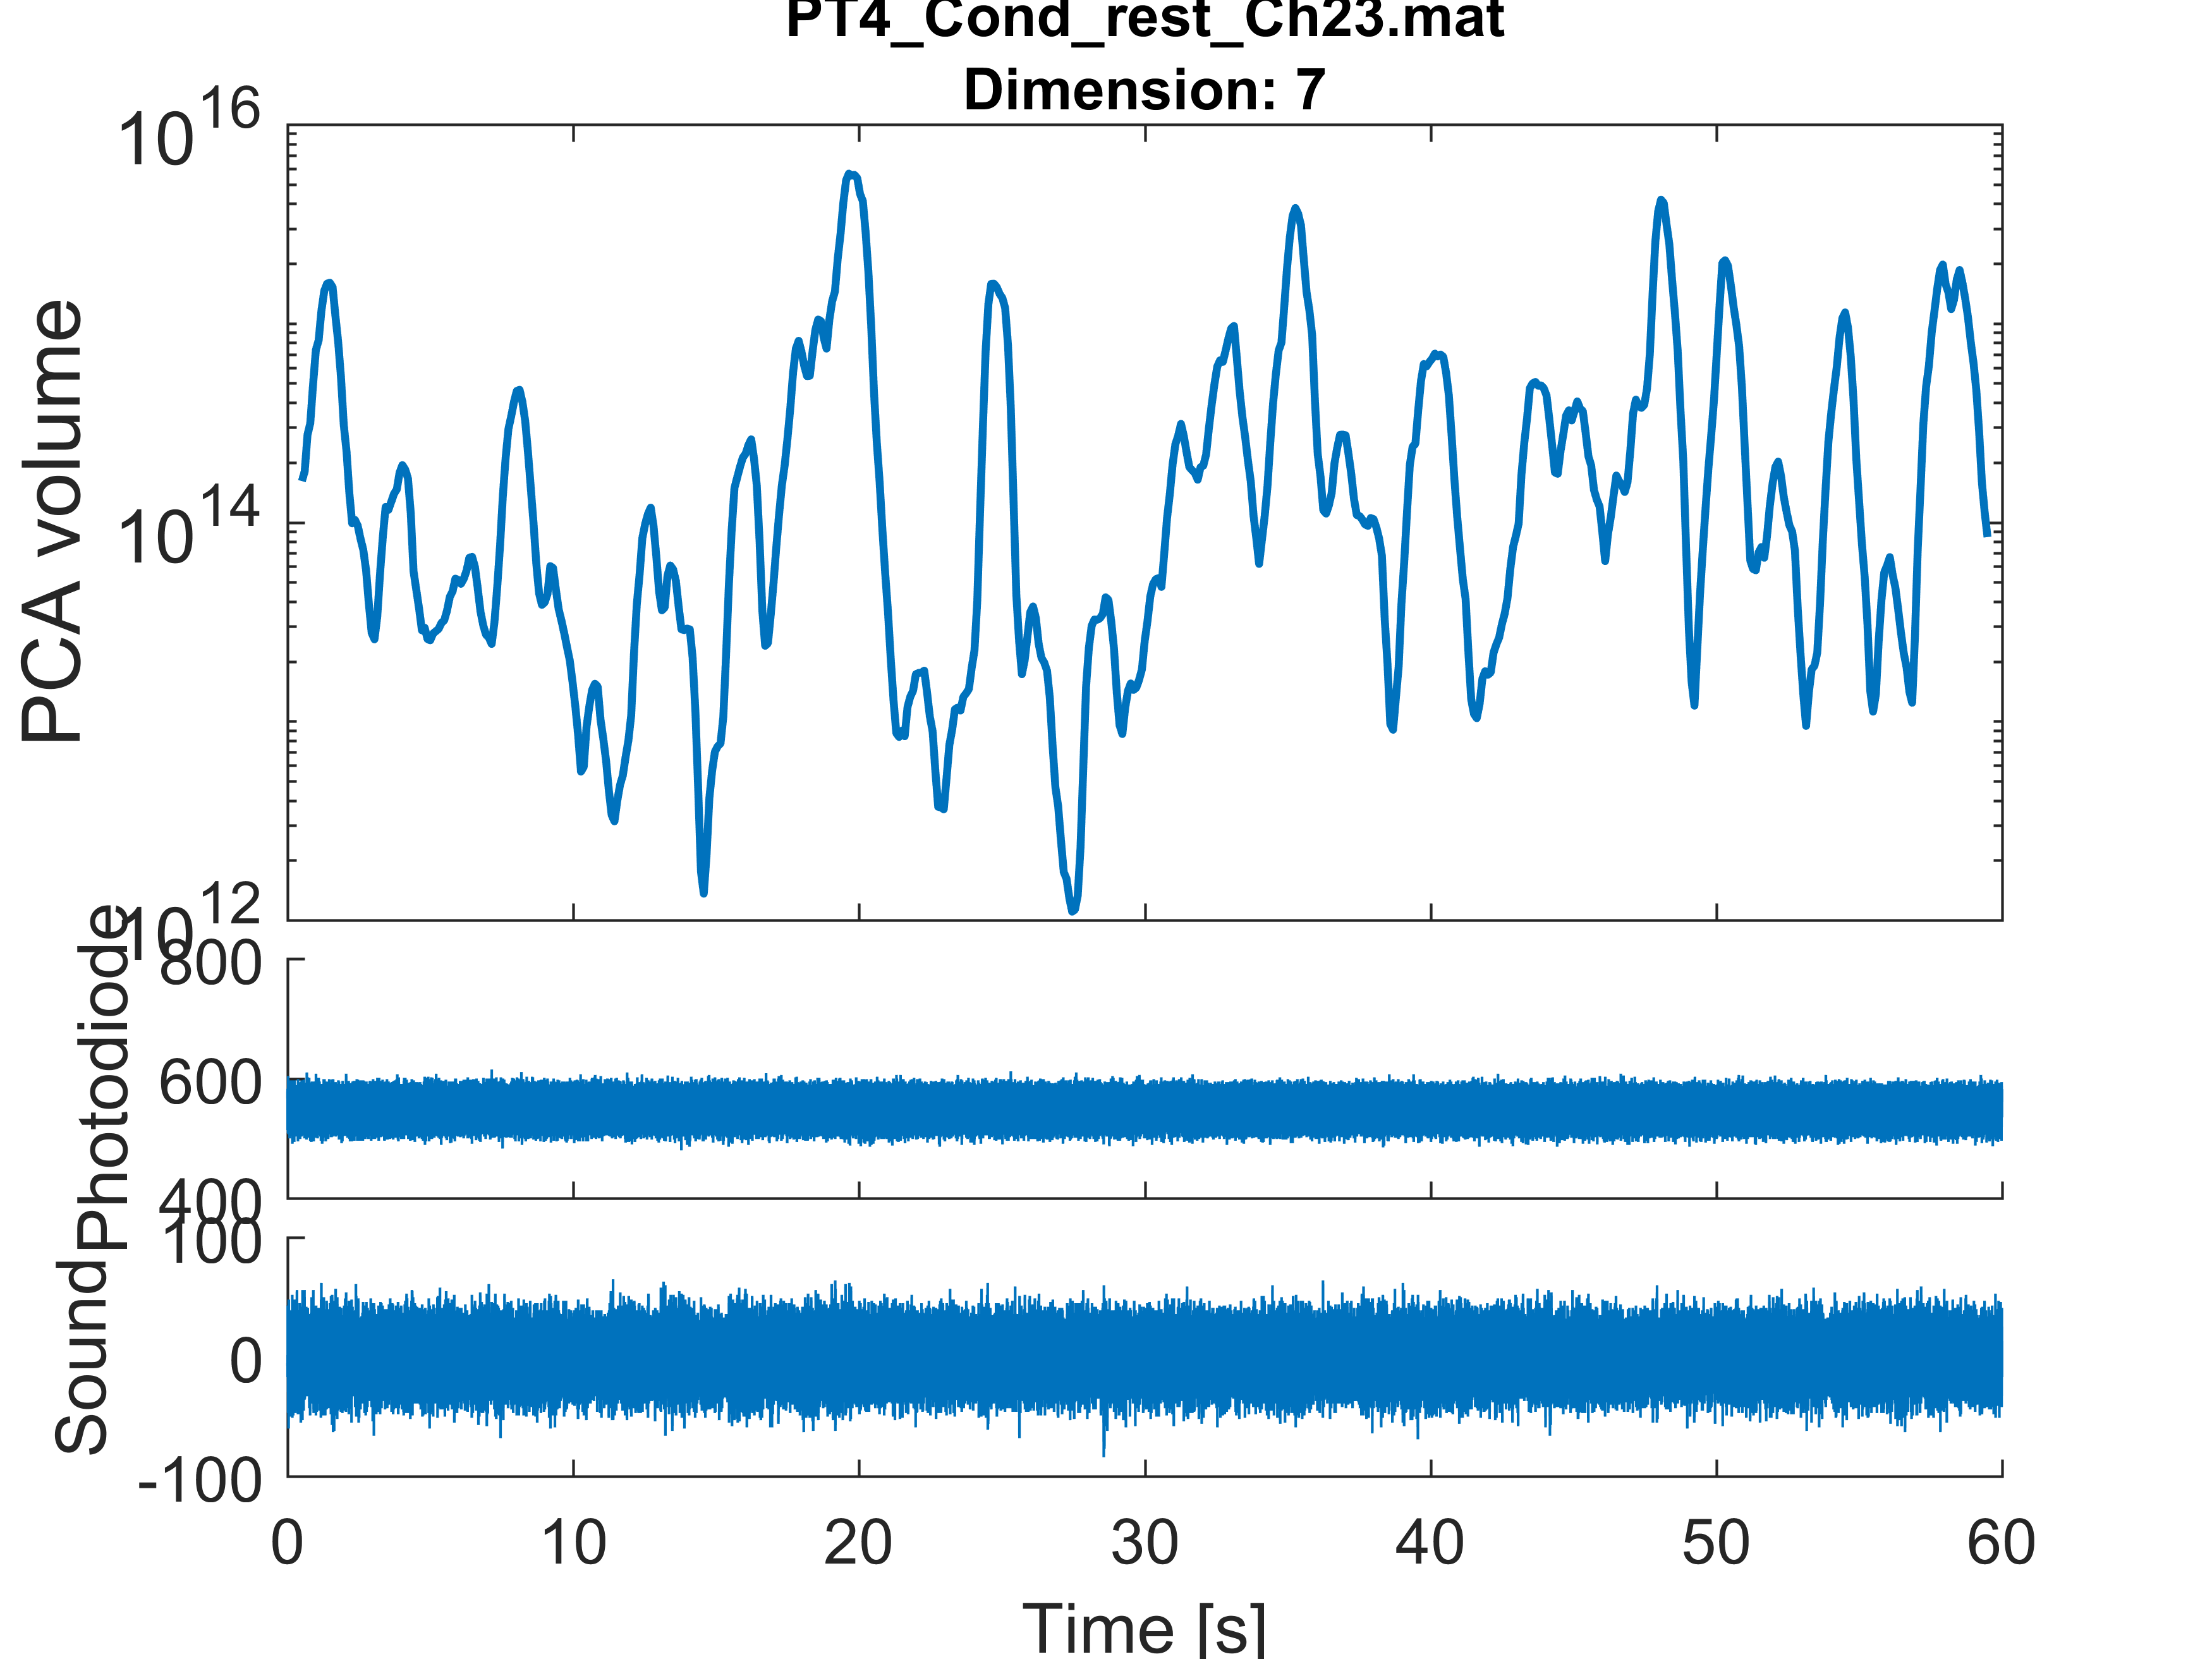 PT4_Cond_rest_Ch23.mat
Dimension: 7
10^16
10^14
10^12
PCA volume
800
600
400
Photodiode
100
0
-100
Sound
0 10 20 30 40 50 60
Time [s]